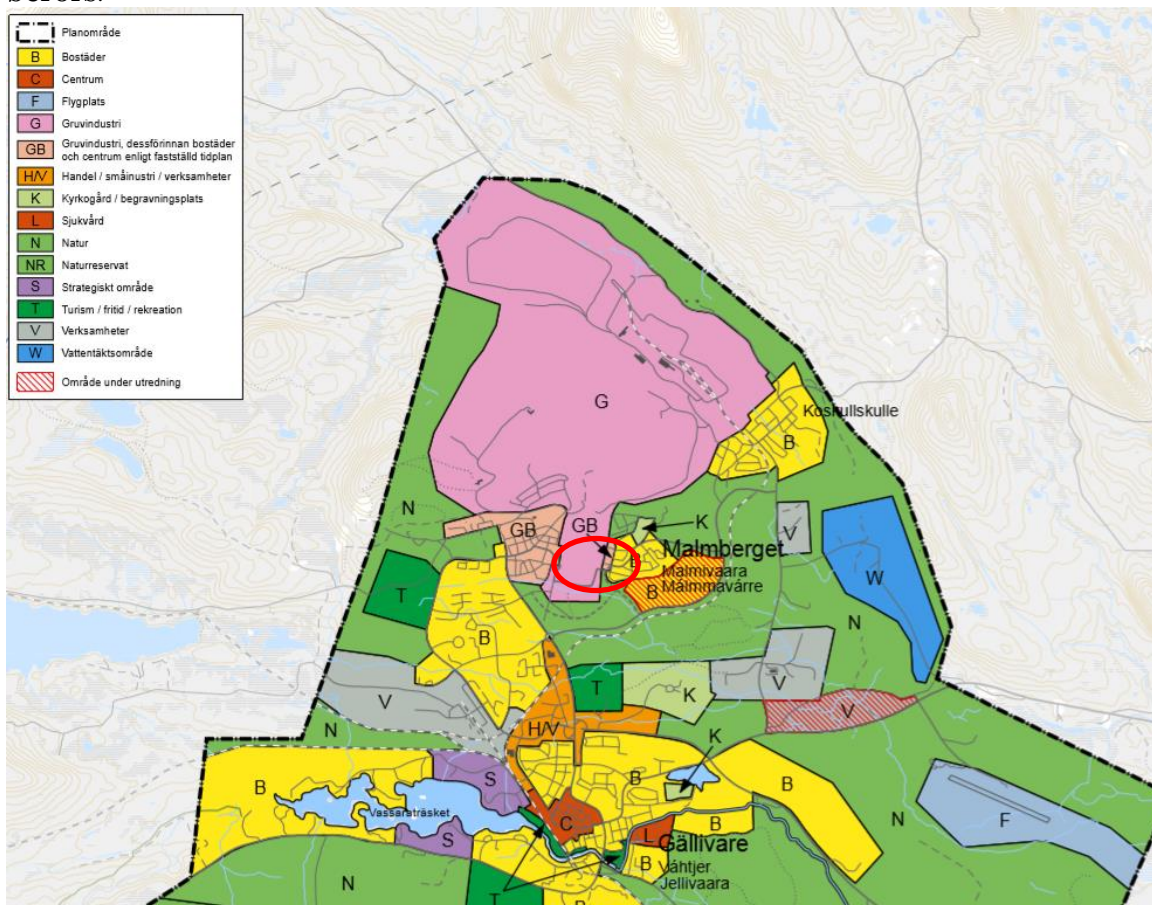 Planområde
B Bostäder
C Centrum
F Flygplats
G Gruvindustri
GB Gruvindustri, dessförinnan bostäder
och centrum enligt fastställd tidplan
H/V Handel / småinustri / verksamheter
K Kyrkogård / begravningsplats
L Sjukvård
N Natur
NR Naturreservat
S Strategiskt område
T Turism / fritid / rekreation
V Verksamheter
W Vattentäktsområde
Område under utredning
G
Koskullskulle
B
N
GB
GB
K
V
Malmberget
B
Malmivaara
Málmmavárre
B
W
T
N
B
T
K
V
V
V
H/V
N
K
B
S
B
B
Vassaraträsket
C
B
F
N
S
L
Gällivare
Váhtjer
B
Jellivaara
N
T
B